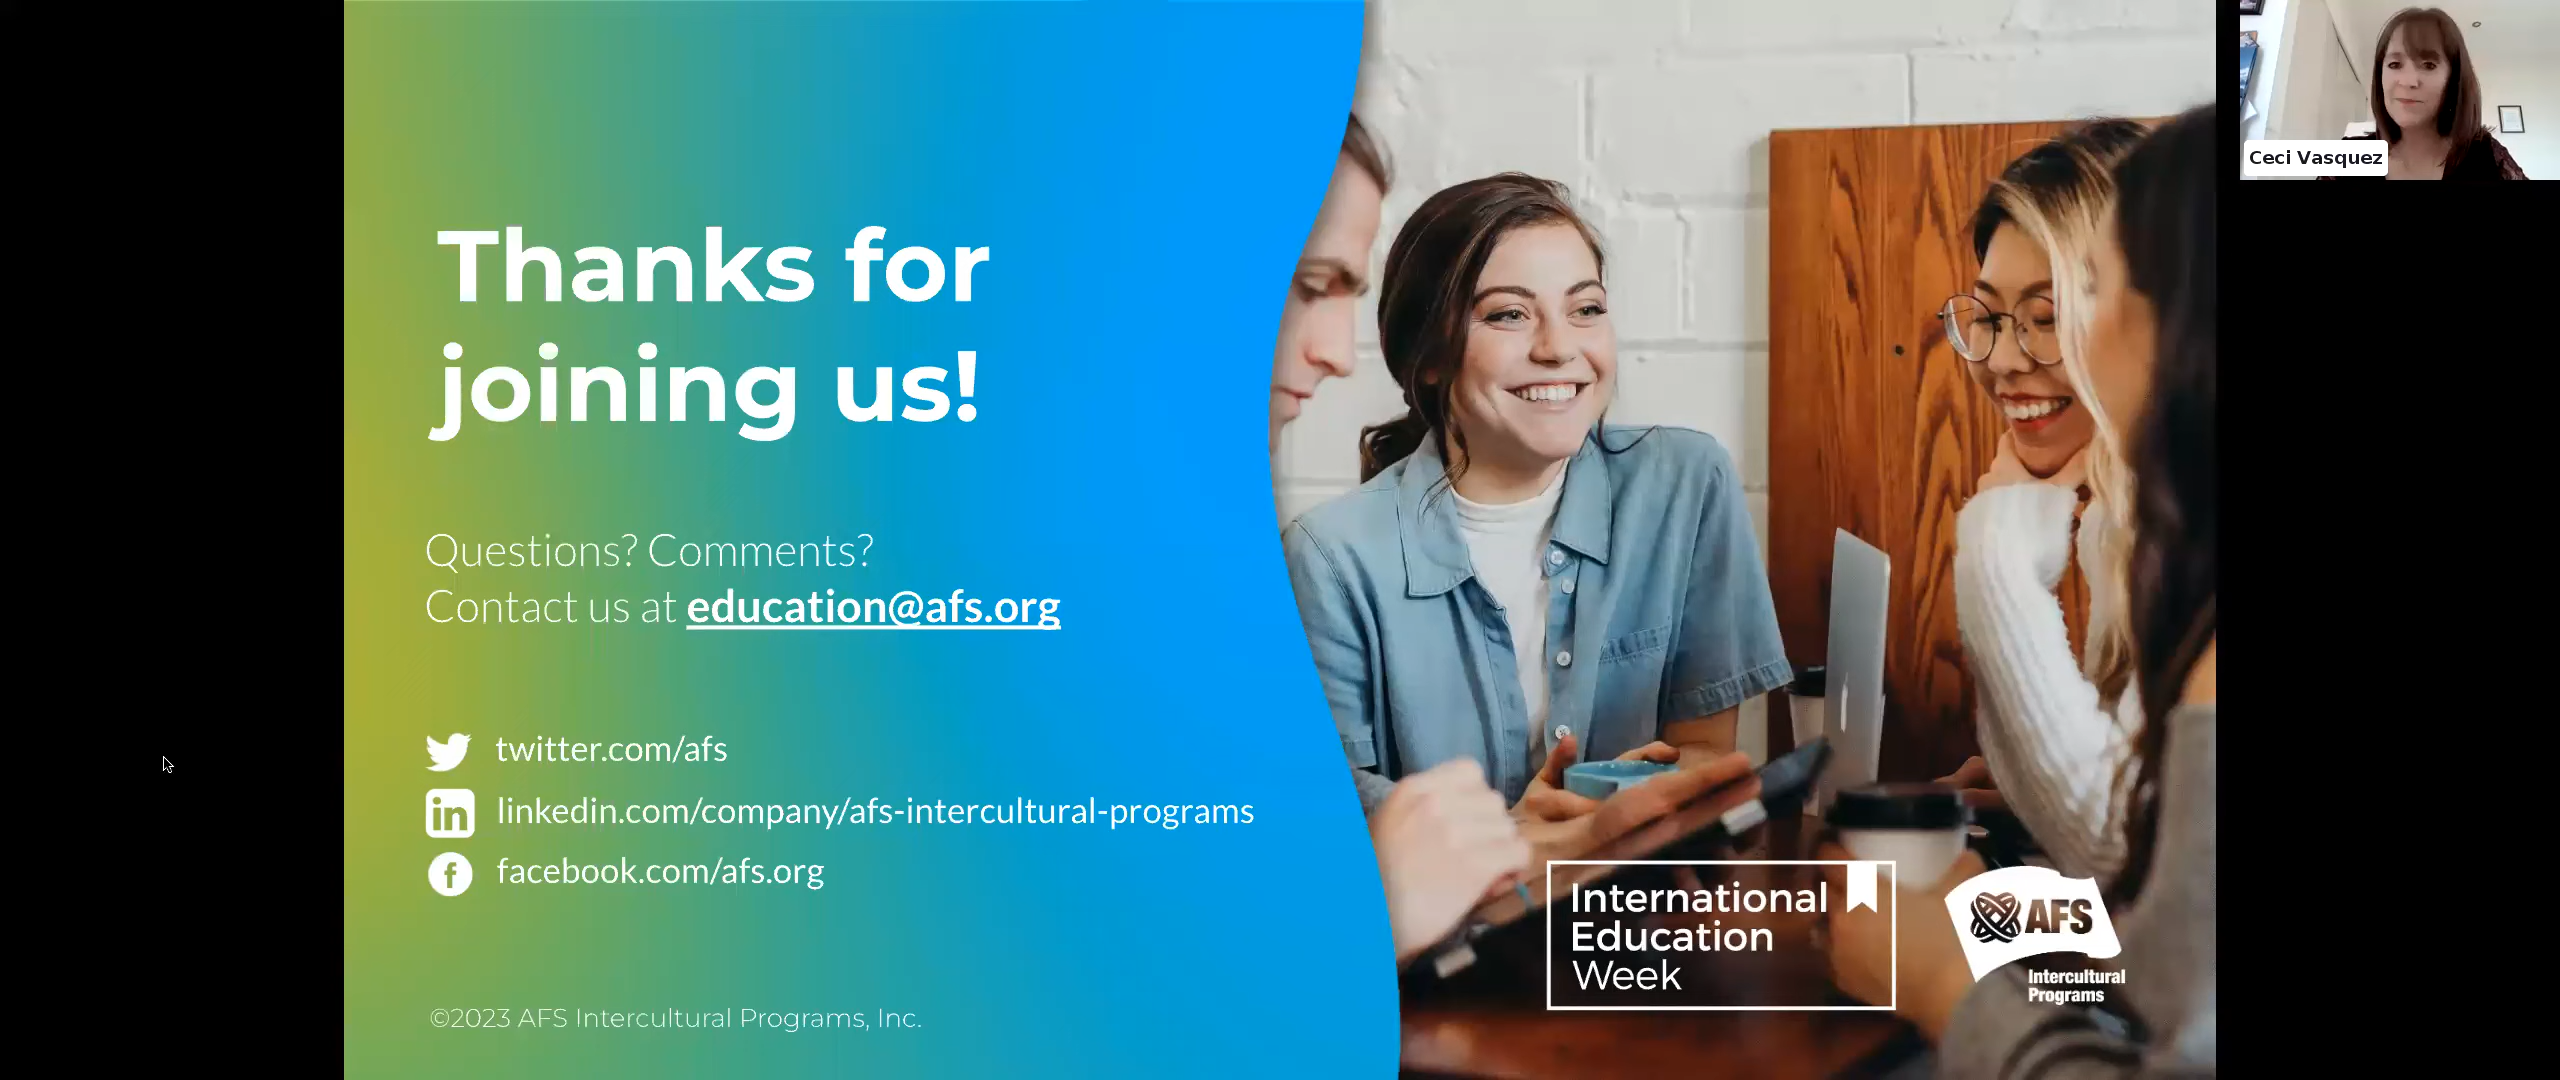 Thanks for
joining us!
Questions? Comments?
Contact us at education@afs.org
twitter.com/afs
in linkedin.com/company/afs-intercultural-programs
f facebook.com/afs.org
©2023 AFS Intercultural Programs, Inc.
International
Education
Week
AFS
Intercultural
Programs
Ceci Vasquez